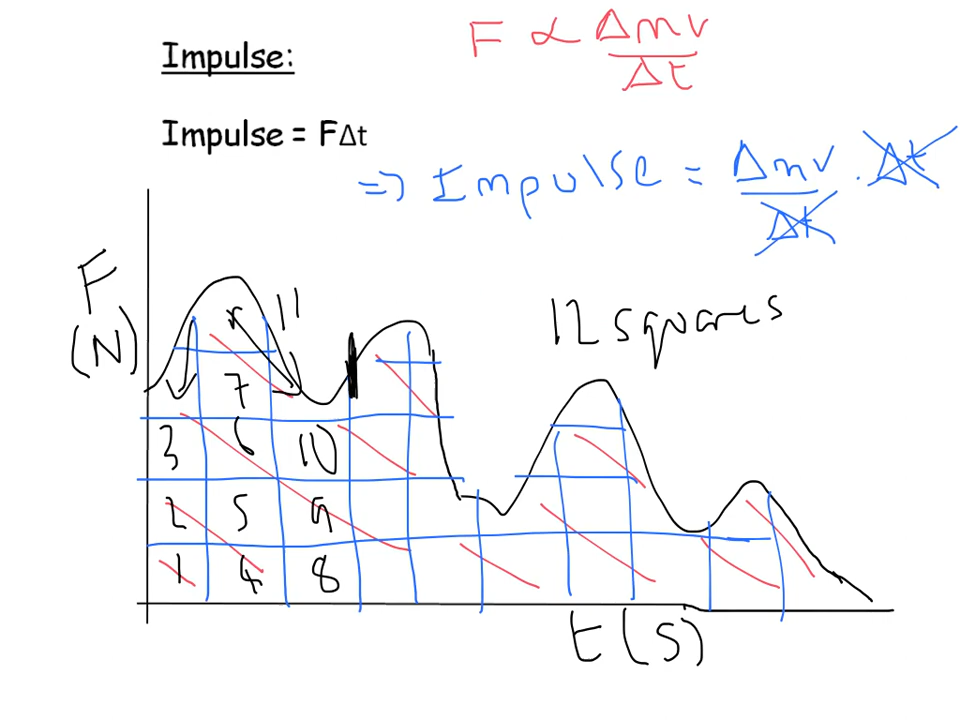 F ∝ Δmv/Δt
Impulse:
Impulse = FΔt
=> Impulse = Δmv/Δt . Δt
F
(N)
11
12 squares
7
3 6 10
2 5 9
1 4 8
t(s)